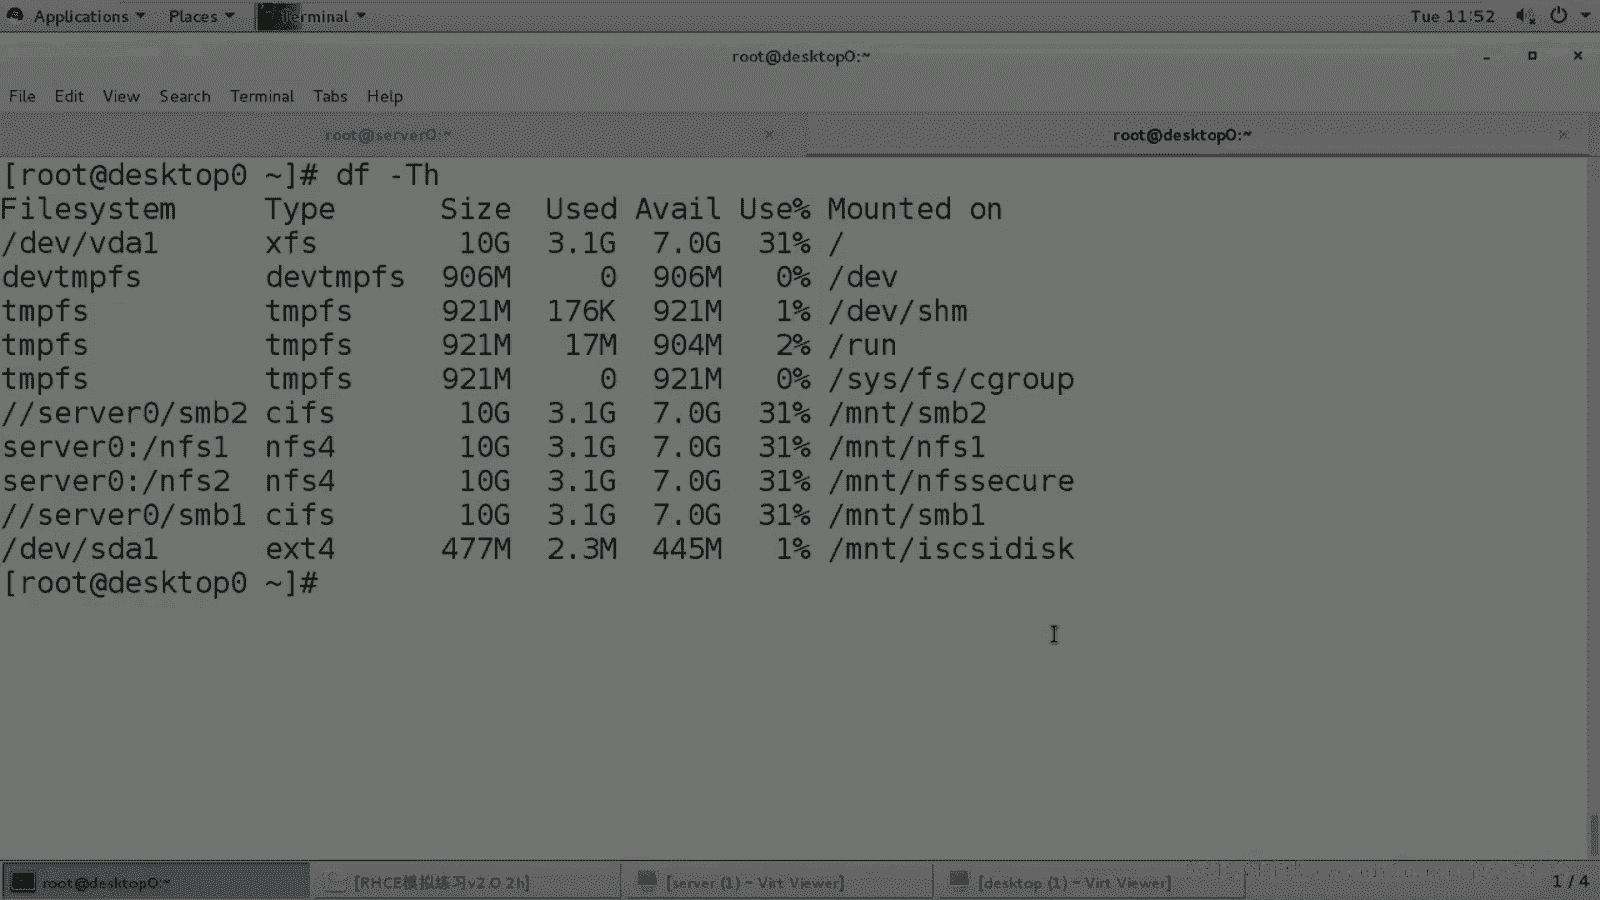 Applications Places Terminal Tue 11:52
root@desktop0:~
File Edit View Search Terminal Tabs Help
root@server0:~ root@desktop0:~
[root@desktop0 ~]# df -Th
Filesystem Type Size Used Avail Use% Mounted on
/dev/vda1 xfs 10G 3.1G 7.0G 31% /
devtmpfs devtmpfs 906M 0 906M 0% /dev
tmpfs tmpfs 921M 176K 921M 1% /dev/shm
tmpfs tmpfs 921M 17M 904M 2% /run
tmpfs tmpfs 921M 0 921M 0% /sys/fs/cgroup
//server0/smb2 cifs 10G 3.1G 7.0G 31% /mnt/smb2
server0:/nfs1 nfs4 10G 3.1G 7.0G 31% /mnt/nfs1
server0:/nfs2 nfs4 10G 3.1G 7.0G 31% /mnt/nfssecure
//server0/smb1 cifs 10G 3.1G 7.0G 31% /mnt/smb1
/dev/sda1 ext4 477M 2.3M 445M 1% /mnt/iscsidisk
[root@desktop0 ~]#
root@desktop0:~ [RHCE模拟练习v2.0 2h] [server (1) - Virt Viewer] [desktop (1) - Virt Viewer] 1 / 4